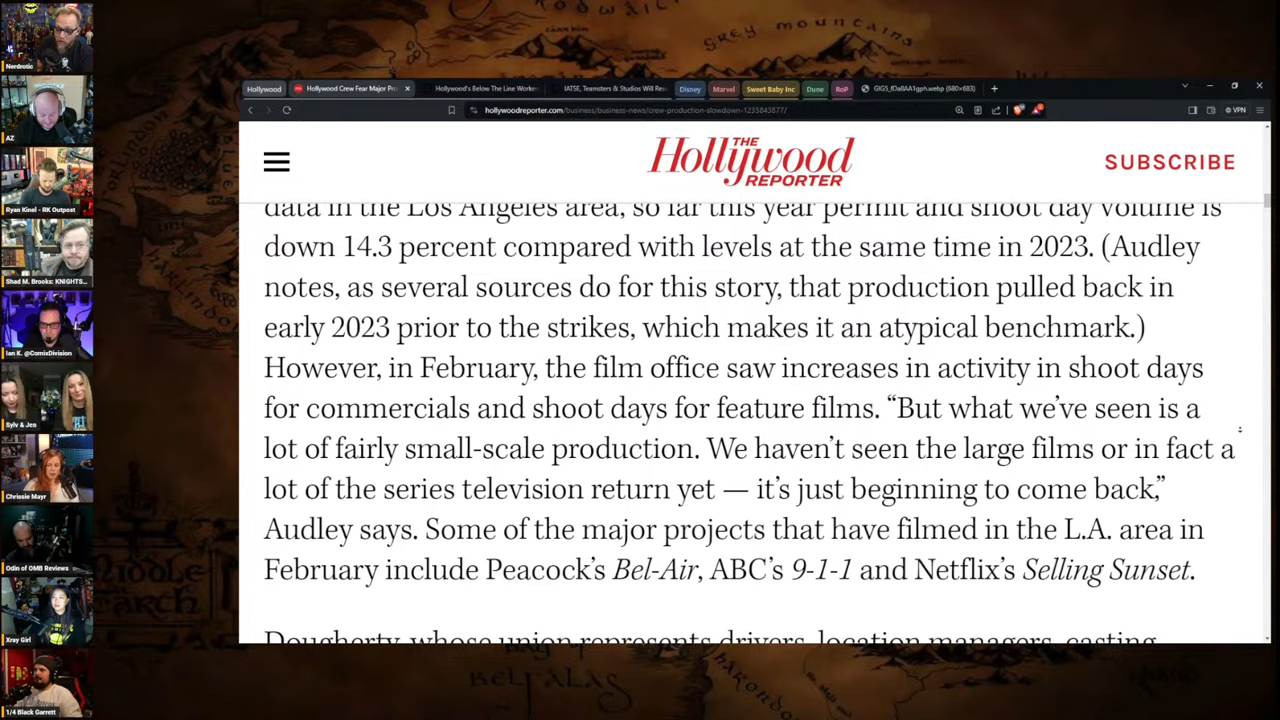 Nerdrotic
AZ
Ryan Kinel - RK Outpost
Shad M. Brooks: KNIGHTS...
Ian K. @ComixDivision
Sylv & Jen
Chrissie Mayr
Odin of OMB Reviews
Xray Girl
1/4 Black Garrett
GREY MOUNTAINS
Hollywood
Hollywood Crew Fear Major Pro
Hollywood's Below The Line Worker
IATSE, Teamsters & Studios Will Res
Disney
Marvel
Sweet Baby Inc
Dune
RoP
hollywoodreporter.com/business/business-news/crew-production-slowdown-1235843877/
VPN
THE
Hollywood
REPORTER
SUBSCRIBE
data in the Los Angeles area, so far this year permit and shoot day volume is
down 14.3 percent compared with levels at the same time in 2023. (Audley
notes, as several sources do for this story, that production pulled back in
early 2023 prior to the strikes, which makes it an atypical benchmark.)
However, in February, the film office saw increases in activity in shoot days
for commercials and shoot days for feature films. “But what we’ve seen is a
lot of fairly small-scale production. We haven’t seen the large films or in fact a
lot of the series television return yet — it’s just beginning to come back,”
Audley says. Some of the major projects that have filmed in the L.A. area in
February include Peacock’s Bel-Air, ABC’s 9-1-1 and Netflix’s Selling Sunset.
Dougherty, whose union represents drivers, location managers, casting
MIDDLE
EARTH
BELFALAS